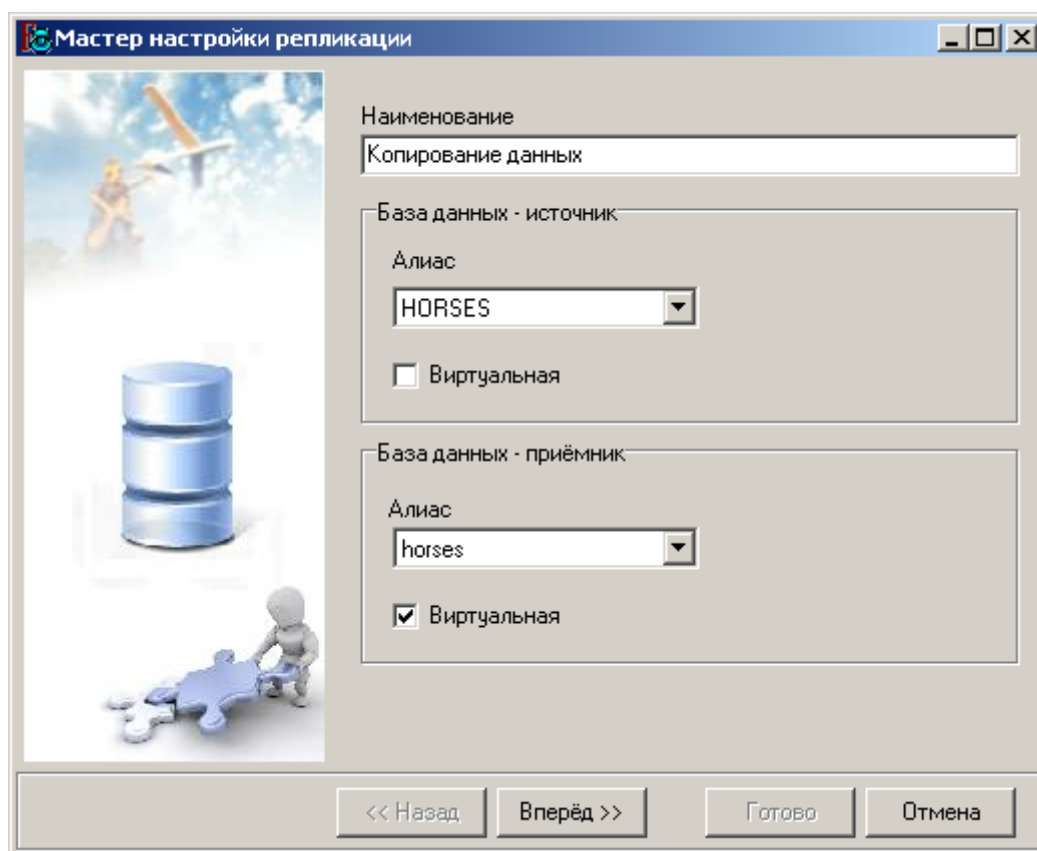 Мастер настройки репликации
Наименование
Копирование данных
База данных - источник
Алиас
HORSES
Виртуальная
База данных - приёмник
Алиас
horses
Виртуальная
<< Назад Вперёд >> Готово Отмена